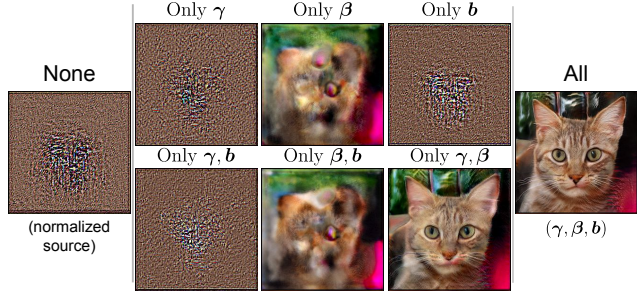 None
(normalized
source)
Only γ
Only β
Only b
Only γ, b
Only β, b
Only γ, β
All
(γ, β, b)